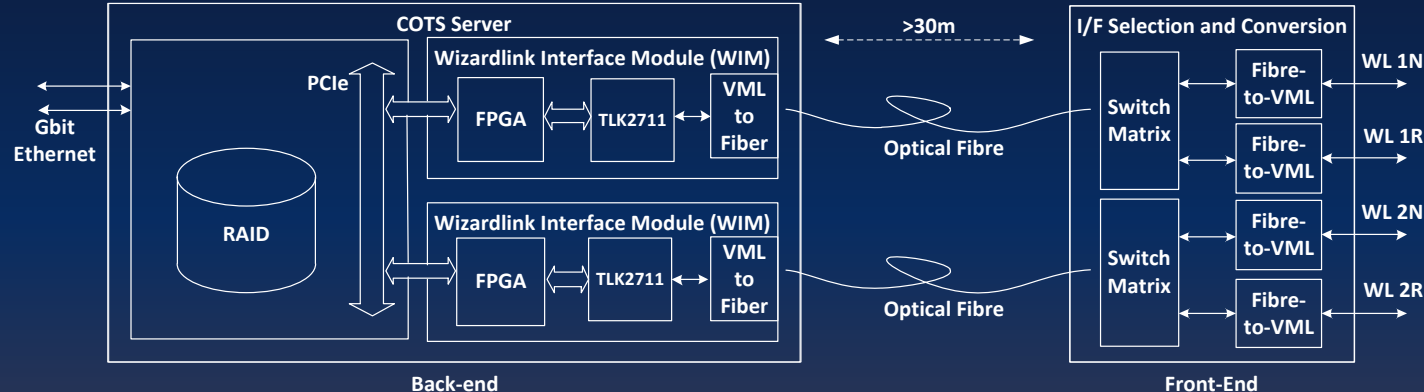 COTS Server
>30m
I/F Selection and Conversion
Wizardlink Interface Module (WIM)
PCIe
FPGA
TLK2711
VML
to
Fiber
Gbit
Ethernet
RAID
Optical Fibre
Switch
Matrix
Fibre-
to-VML
WL 1N
Fibre-
to-VML
WL 1R
Wizardlink Interface Module (WIM)
FPGA
TLK2711
VML
to
Fiber
Optical Fibre
Switch
Matrix
Fibre-
to-VML
WL 2N
Fibre-
to-VML
WL 2R
Back-end
Front-End